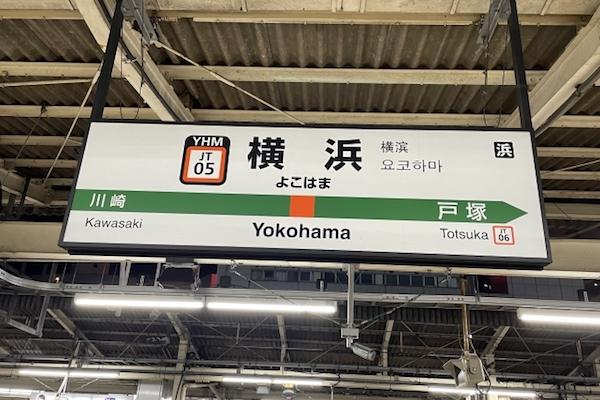 YHM
JT
05
横浜
よこはま
横滨
요코하마
浜
川崎
Kawasaki
Yokohama
戸塚
Totsuka
JT
06